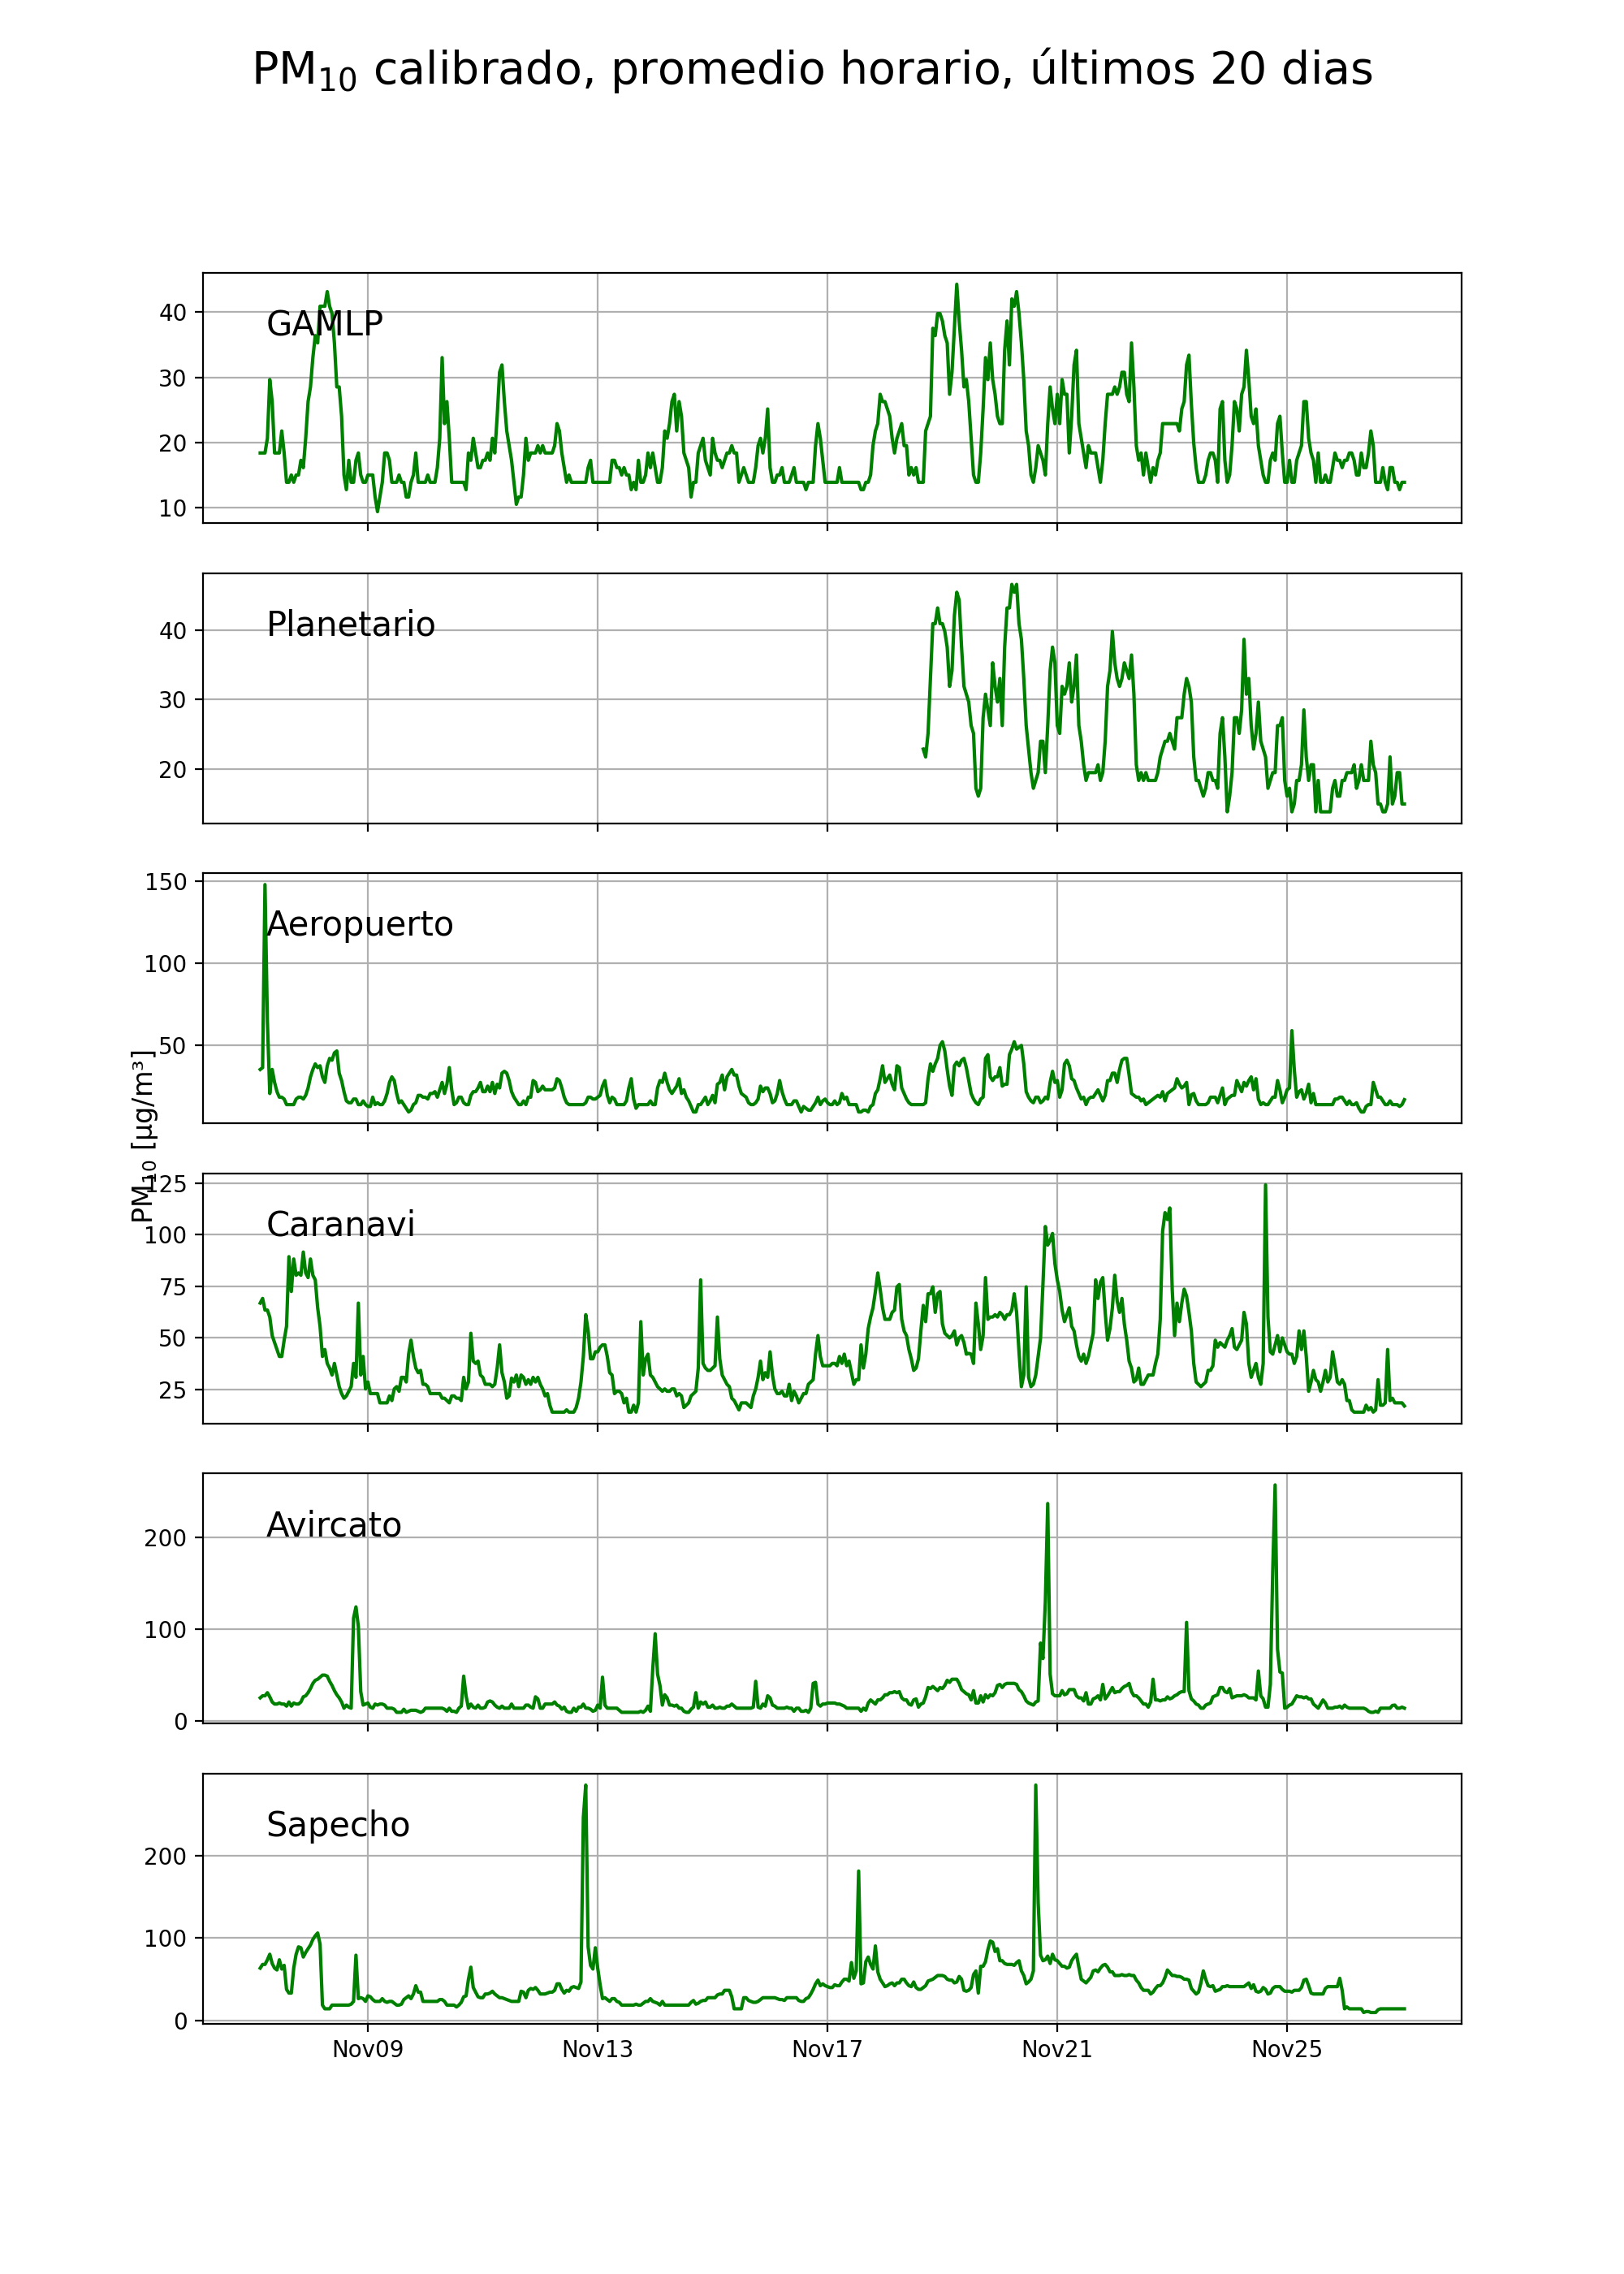 PM₁₀ calibrado, promedio horario, últimos 20 dias
GAMLP
40
30
20
10
Planetario
40
30
20
Aeropuerto
150
100
50
PM₁₀ [µg/m³]
Caranavi
125
100
75
50
25
Avircato
200
100
0
Sapecho
200
100
0
Nov09 Nov13 Nov17 Nov21 Nov25